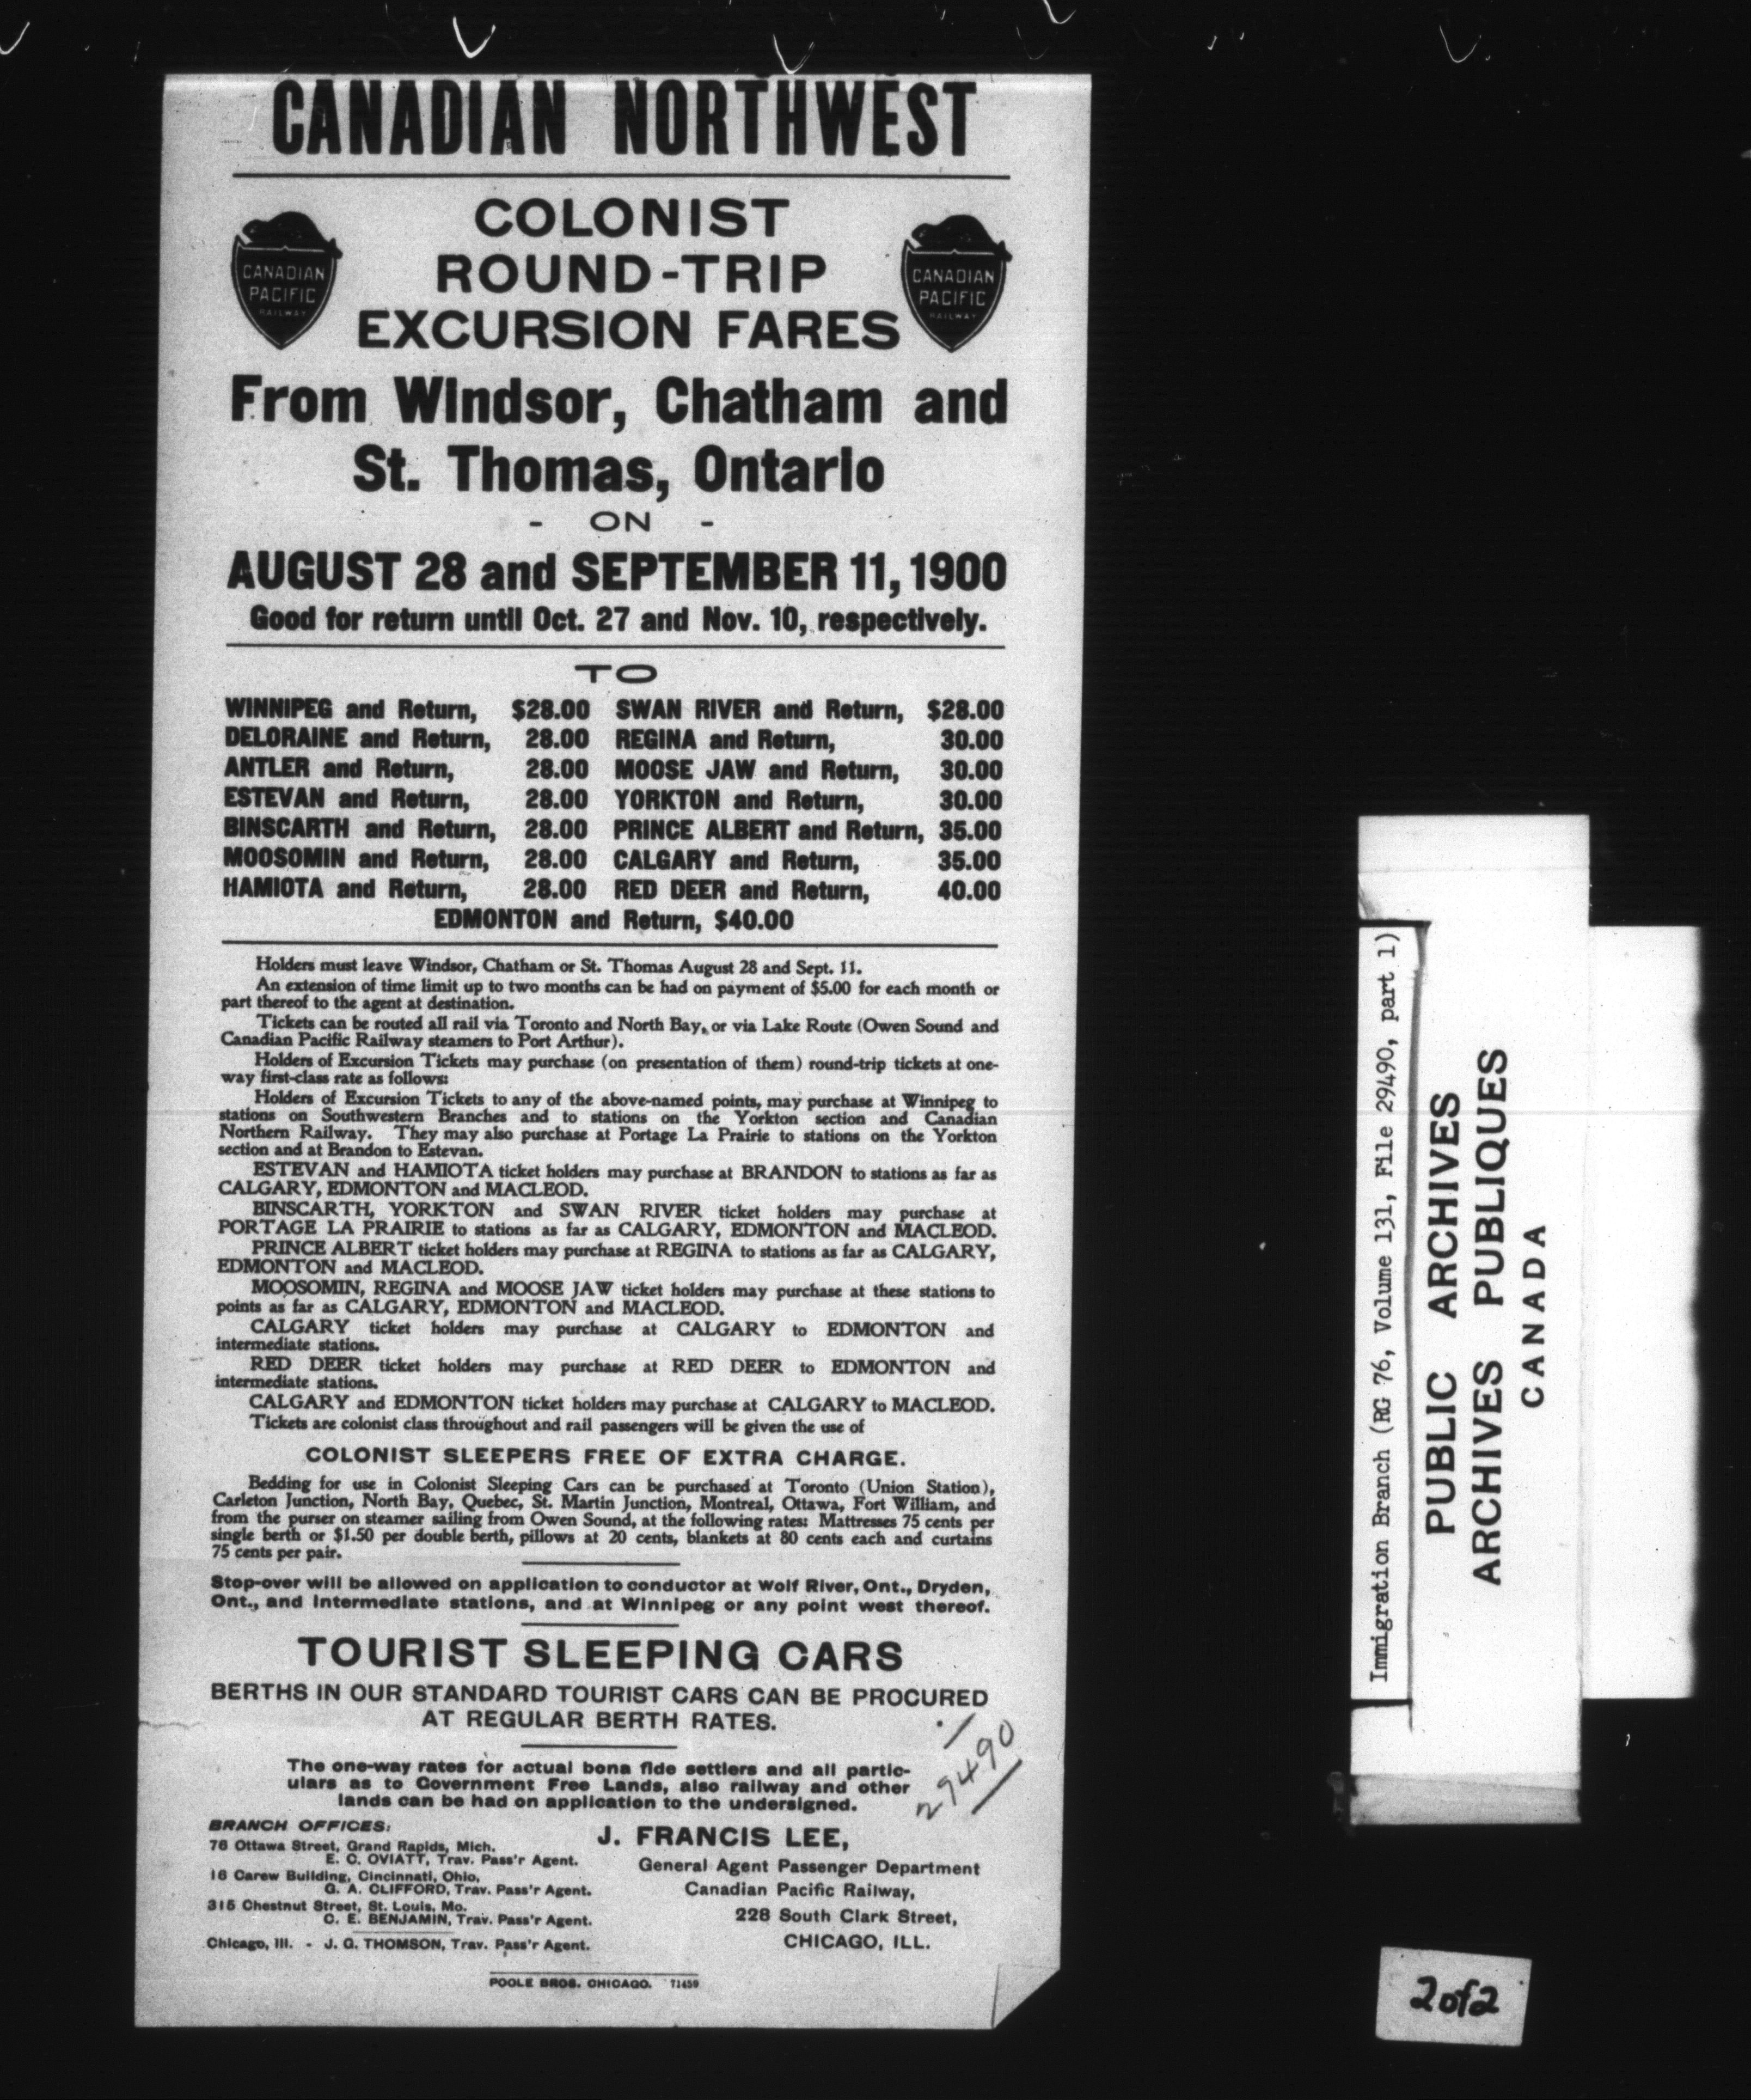 CANADIAN NORTHWEST
CANADIAN
PACIFIC
RAILWAY
COLONIST
ROUND-TRIP
EXCURSION FARES
CANADIAN
PACIFIC
RAILWAY
From Windsor, Chatham and
St. Thomas, Ontario
- ON -
AUGUST 28 and SEPTEMBER 11, 1900
Good for return until Oct. 27 and Nov. 10, respectively.
TO
WINNIPEG and Return, $28.00 SWAN RIVER and Return, $28.00
DELORAINE and Return, 28.00 REGINA and Return, 30.00
ANTLER and Return, 28.00 MOOSE JAW and Return, 30.00
ESTEVAN and Return, 28.00 YORKTON and Return, 30.00
BINSCARTH and Return, 28.00 PRINCE ALBERT and Return, 35.00
MOOSOMIN and Return, 28.00 CALGARY and Return, 35.00
HAMIOTA and Return, 28.00 RED DEER and Return, 40.00
EDMONTON and Return, $40.00
Holders must leave Windsor, Chatham or St. Thomas August 28 and Sept. 11.
An extension of time limit up to two months can be had on payment of $5.00 for each month or
part thereof to the agent at destination.
Tickets can be routed all rail via Toronto and North Bay, or via Lake Route (Owen Sound and
Canadian Pacific Railway steamers to Port Arthur).
Holders of Excursion Tickets may purchase (on presentation of them) round-trip tickets at one-
way first-class rate as follows:
Holders of Excursion Tickets to any of the above-named points, may purchase at Winnipeg to
stations on Southwestern Branches and to stations on the Yorkton section and Canadian
Northern Railway. They may also purchase at Portage La Prairie to stations on the Yorkton
section and at Brandon to Estevan.
ESTEVAN and HAMIOTA ticket holders may purchase at BRANDON to stations as far as
CALGARY, EDMONTON and MACLEOD.
BINSCARTH, YORKTON and SWAN RIVER ticket holders may purchase at
PORTAGE LA PRAIRIE to stations as far as CALGARY, EDMONTON and MACLEOD.
PRINCE ALBERT ticket holders may purchase at REGINA to stations as far as CALGARY,
EDMONTON and MACLEOD.
MOOSOMIN, REGINA and MOOSE JAW ticket holders may purchase at these stations to
points as far as CALGARY, EDMONTON and MACLEOD.
CALGARY ticket holders may purchase at CALGARY to EDMONTON and
intermediate stations.
RED DEER ticket holders may purchase at RED DEER to EDMONTON and
intermediate stations.
CALGARY and EDMONTON ticket holders may purchase at CALGARY to MACLEOD.
Tickets are colonist class throughout and rail passengers will be given the use of
COLONIST SLEEPERS FREE OF EXTRA CHARGE.
Bedding for use in Colonist Sleeping Cars can be purchased at Toronto (Union Station),
Carleton Junction, North Bay, Quebec, St. Martin Junction, Montreal, Ottawa, Fort William, and
from the purser on steamer sailing from Owen Sound, at the following rates: Mattresses 75 cents per
single berth or $1.50 per double berth, pillows at 20 cents, blankets at 80 cents each and curtains
75 cents per pair.
Stop-over will be allowed on application to conductor at Wolf River, Ont., Dryden,
Ont., and Intermediate stations, and at Winnipeg or any point west thereof.
TOURIST SLEEPING CARS
BERTHS IN OUR STANDARD TOURIST CARS CAN BE PROCURED
AT REGULAR BERTH RATES.
The one-way rates for actual bona fide settlers and all partic-
ulars as to Government Free Lands, also railway and other
lands can be had on application to the undersigned.
29490
BRANCH OFFICES:
76 Ottawa Street, Grand Rapids, Mich.
E. C. OVIATT, Trav. Pass'r Agent.
16 Carew Building, Cincinnati, Ohio,
G. A. CLIFFORD, Trav. Pass'r Agent.
315 Chestnut Street, St. Louis, Mo.
C. E. BENJAMIN, Trav. Pass'r Agent.
Chicago, Ill. - J. G. THOMSON, Trav. Pass'r Agent.
J. FRANCIS LEE,
General Agent Passenger Department
Canadian Pacific Railway,
228 South Clark Street,
CHICAGO, ILL.
POOLE BROS. CHICAGO. 71459
Immigration Branch (RG 76, Volume 131, File 29490, part 1)
PUBLIC ARCHIVES
ARCHIVES PUBLIQUES
CANADA
2 of 2